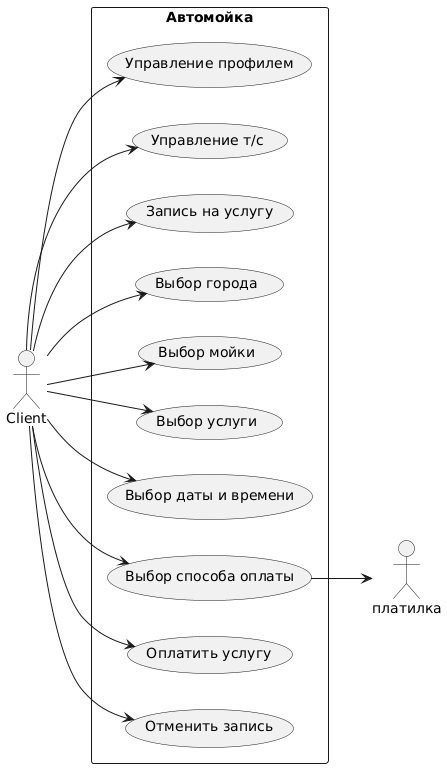 Автомойка
Управление профилем
Управление т/с
Запись на услугу
Выбор города
Выбор мойки
Client
Выбор услуги
Выбор даты и времени
Выбор способа оплаты
платилка
Оплатить услугу
Отменить запись